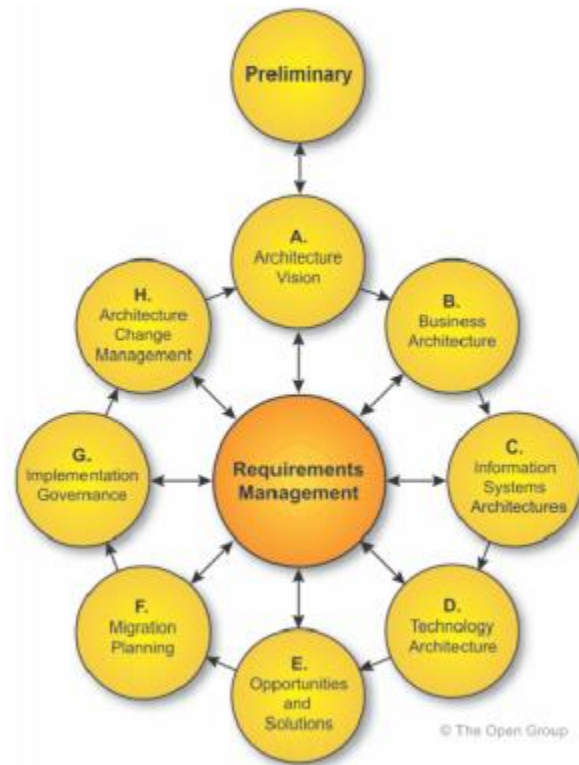 Preliminary
A.
Architecture
Vision
B.
Business
Architecture
C.
Information
Systems
Architectures
D.
Technology
Architecture
E.
Opportunities
and
Solutions
F.
Migration
Planning
G.
Implementation
Governance
H.
Architecture
Change
Management
Requirements
Management
© The Open Group